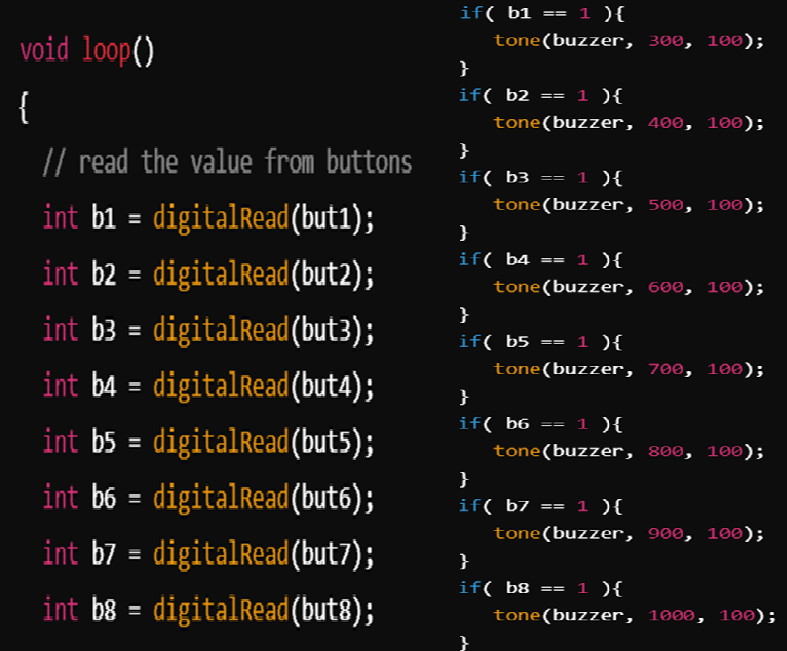 void loop()
{
// read the value from buttons
int b1 = digitalRead(but1);
int b2 = digitalRead(but2);
int b3 = digitalRead(but3);
int b4 = digitalRead(but4);
int b5 = digitalRead(but5);
int b6 = digitalRead(but6);
int b7 = digitalRead(but7);
int b8 = digitalRead(but8);
if( b1 == 1 ){
tone(buzzer, 300, 100);
}
if( b2 == 1 ){
tone(buzzer, 400, 100);
}
if( b3 == 1 ){
tone(buzzer, 500, 100);
}
if( b4 == 1 ){
tone(buzzer, 600, 100);
}
if( b5 == 1 ){
tone(buzzer, 700, 100);
}
if( b6 == 1 ){
tone(buzzer, 800, 100);
}
if( b7 == 1 ){
tone(buzzer, 900, 100);
}
if( b8 == 1 ){
tone(buzzer, 1000, 100);
}